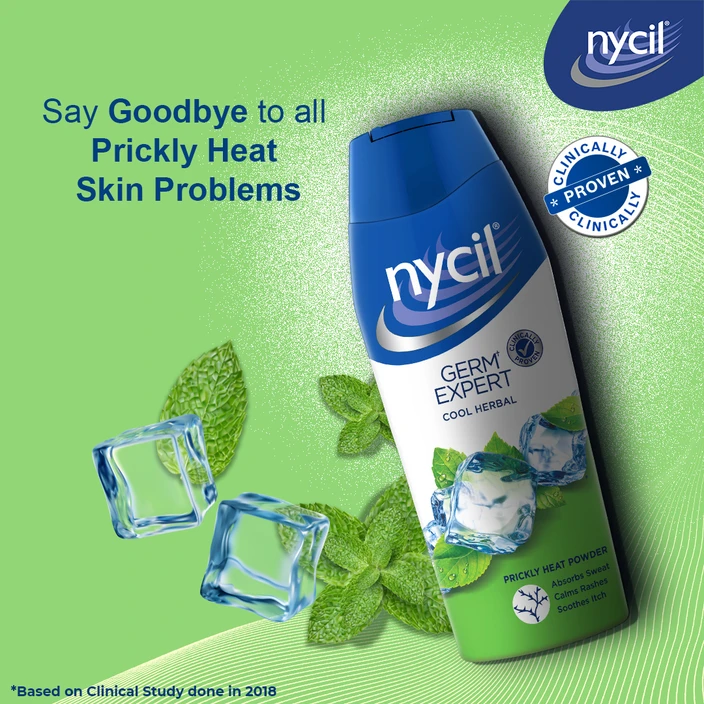 nycil®
Say Goodbye to all
Prickly Heat
Skin Problems
CLINICALLY
* PROVEN *
CLINICALLY
nycil®
CLINICALLY
PROVEN
GERM†
EXPERT
COOL HERBAL
PRICKLY HEAT POWDER
Absorbs Sweat
Calms Rashes
Soothes Itch
*Based on Clinical Study done in 2018